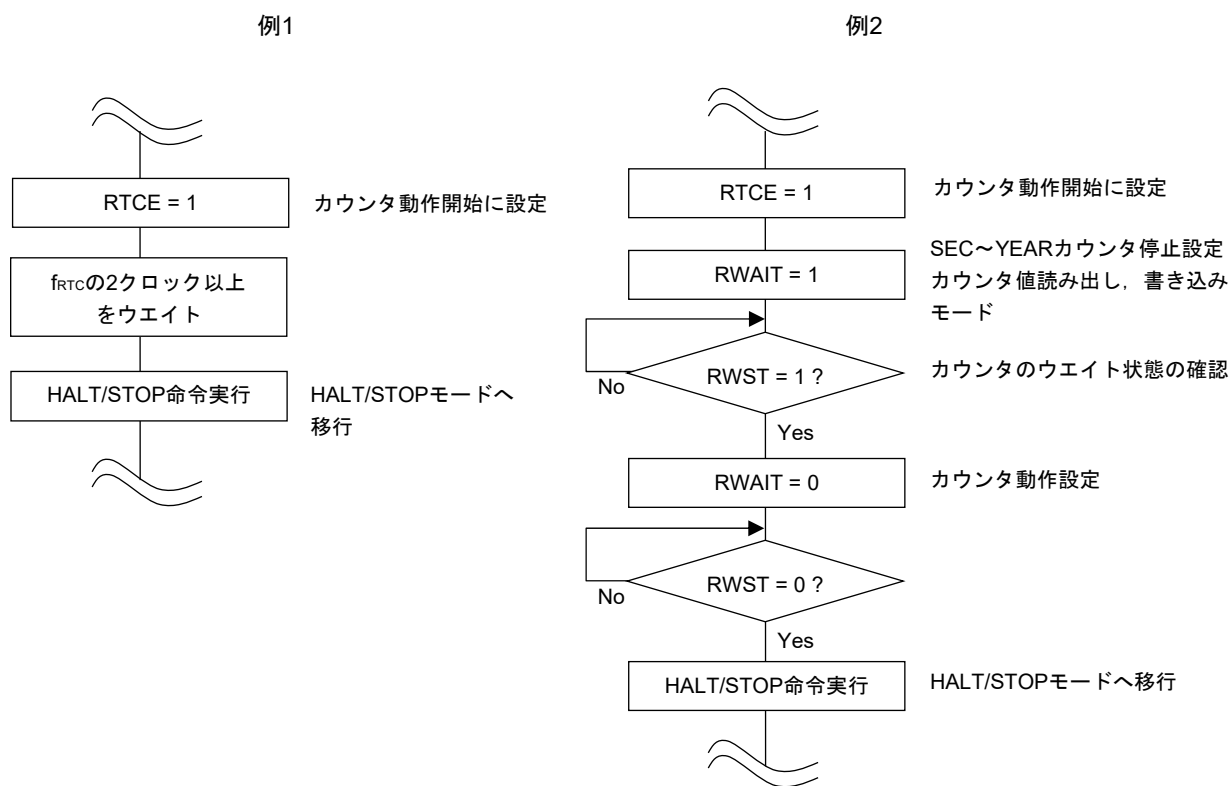 例1
RTCE = 1
カウンタ動作開始に設定
fRTCの2クロック以上
をウエイト
HALT/STOP命令実行
HALT/STOPモードへ
移行
例2
RTCE = 1
カウンタ動作開始に設定
RWAIT = 1
SEC～YEARカウンタ停止設定
カウンタ値読み出し，書き込み
モード
RWST = 1 ?
カウンタのウエイト状態の確認
No
Yes
RWAIT = 0
カウンタ動作設定
RWST = 0 ?
No
Yes
HALT/STOP命令実行
HALT/STOPモードへ移行